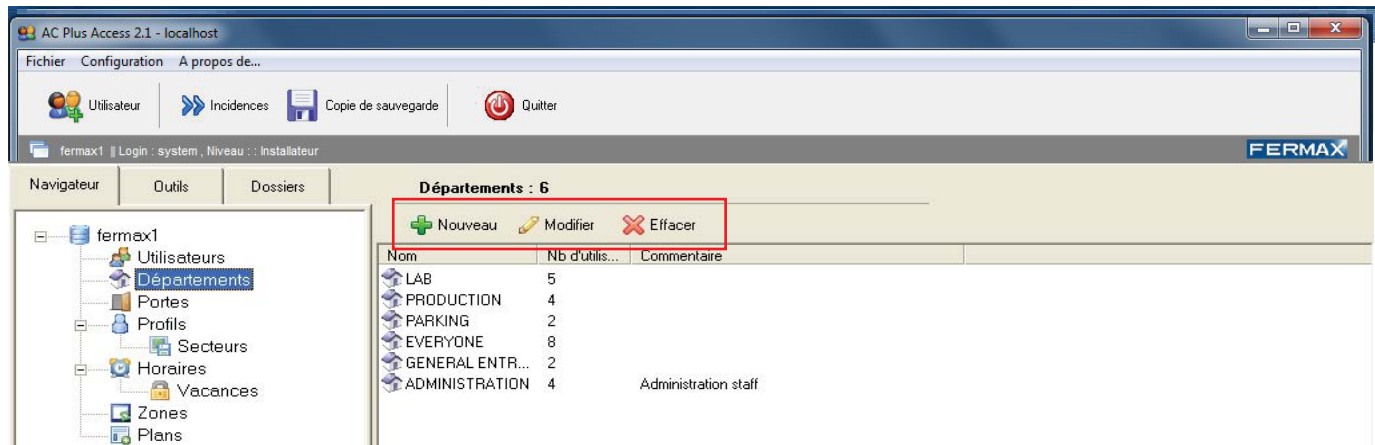 AC Plus Access 2.1 - localhost
Fichier Configuration A propos de...
Utilisateur Incidences Copie de sauvegarde Quitter
fermax1 || Login : system , Niveau : : Installateur FERMAX
Navigateur Outils Dossiers Départements : 6
Nouveau Modifier Effacer
fermax1
Utilisateurs
Départements
Portes
Profils
Secteurs
Horaires
Vacances
Zones
Plans
Nom Nb d'utilis... Commentaire
LAB 5
PRODUCTION 4
PARKING 2
EVERYONE 8
GENERAL ENTR... 2
ADMINISTRATION 4 Administration staff